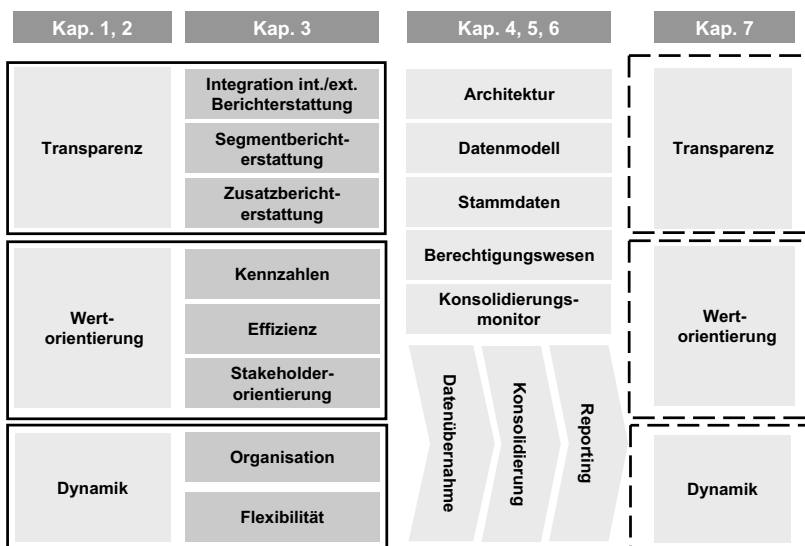 Kap. 1, 2
Kap. 3
Kap. 4, 5, 6
Kap. 7
Transparenz
Integration int./ext.
Berichterstattung
Segmentbericht-
erstattung
Zusatzbericht-
erstattung
Wert-
orientierung
Kennzahlen
Effizienz
Stakeholder-
orientierung
Dynamik
Organisation
Flexibilität
Architektur
Datenmodell
Stammdaten
Berechtigungswesen
Konsolidierungs-
monitor
Datenübernahme
Konsolidierung
Reporting
Transparenz
Wert-
orientierung
Dynamik